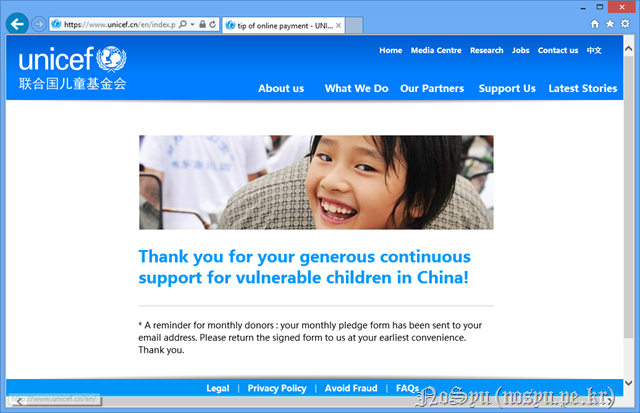 https://www.unicef.cn/en/index.p
tip of online payment - UNI...
Home Media Centre Research Jobs Contact us 中文
unicef
联合国儿童基金会
About us What We Do Our Partners Support Us Latest Stories
Thank you for your generous continuous
support for vulnerable children in China!
* A reminder for monthly donors : your monthly pledge form has been sent to your
email address. Please return the signed form to us at your earliest convenience.
Thank you.
Legal | Privacy Policy | Avoid Fraud | FAQs
http://www.unicef.cn/en/
NoSyu (nosyu.pe.kr)